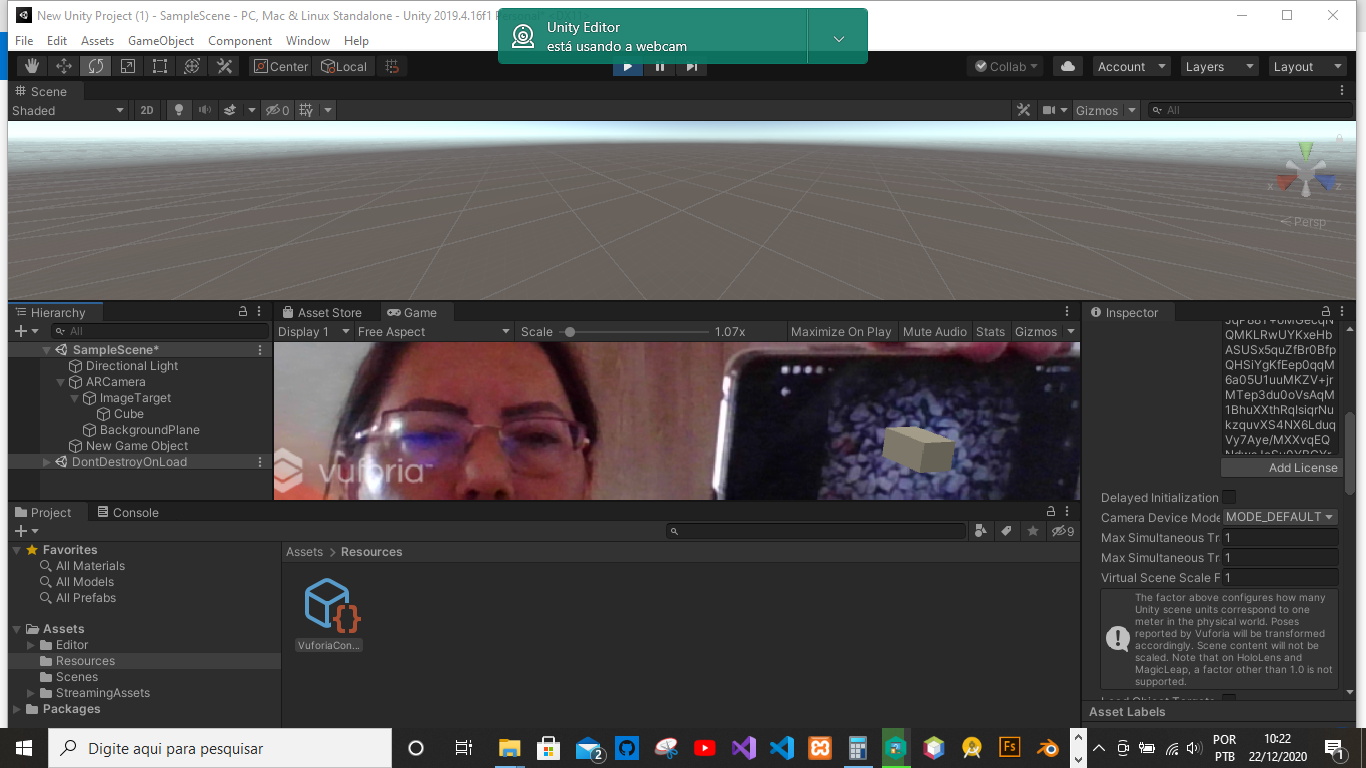 New Unity Project (1) - SampleScene - PC, Mac & Linux Standalone - Unity 2019.4.16f1
Unity Editor
está usando a webcam
File Edit Assets GameObject Component Window Help
Center Local Collab Account Layers Layout
Scene
Shaded 2D 0 Gizmos All
x z
Persp
Hierarchy
All
SampleScene*
Directional Light
ARCamera
ImageTarget
Cube
BackgroundPlane
New Game Object
DontDestroyOnLoad
Asset Store Game
Display 1 Free Aspect Scale 1.07x Maximize On Play Mute Audio Stats Gizmos
vuforia™
Inspector
QMKLRwUYKxeHb
ASUSx5quZfBr0Bfp
QHSiYgKfEep0qqM
6a05U1uuMKZV+jr
MTep3du0oVsAqM
1BhuXXthRqIsiqrNu
kzquvXS4NX6Lduq
Vy7Aye/MXXvqEQ
Add License
Delayed Initialization
Camera Device Mode MODE_DEFAULT
Max Simultaneous Tr 1
Max Simultaneous Tr 1
Virtual Scene Scale F 1
The factor above configures how many
Unity scene units correspond to one
meter in the physical world. Poses
reported by Vuforia will be transformed
accordingly. Scene content will not be
scaled. Note that on HoloLens and
MagicLeap, a factor other than 1.0 is not
supported.
Asset Labels
Project Console
9
Favorites
All Materials
All Models
All Prefabs
Assets
Editor
Resources
Scenes
StreamingAssets
Packages
Assets > Resources
VuforiaCon...
Digite aqui para pesquisar
2
Fs
POR
PTB
10:22
22/12/2020
1